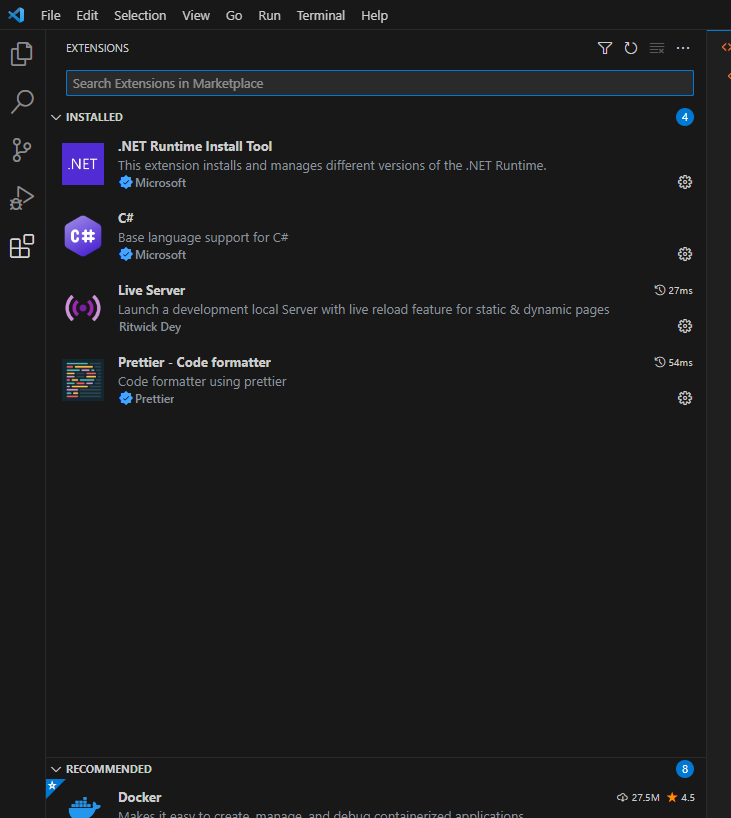 File Edit Selection View Go Run Terminal Help
EXTENSIONS
Search Extensions in Marketplace
INSTALLED 4
.NET
.NET Runtime Install Tool
This extension installs and manages different versions of the .NET Runtime.
Microsoft
C#
C#
Base language support for C#
Microsoft
Live Server 27ms
Launch a development local Server with live reload feature for static & dynamic pages
Ritwick Dey
Prettier - Code formatter 54ms
Code formatter using prettier
Prettier
RECOMMENDED 8
Docker 27.5M 4.5
Makes it easy to create, manage, and debug containerized applications.